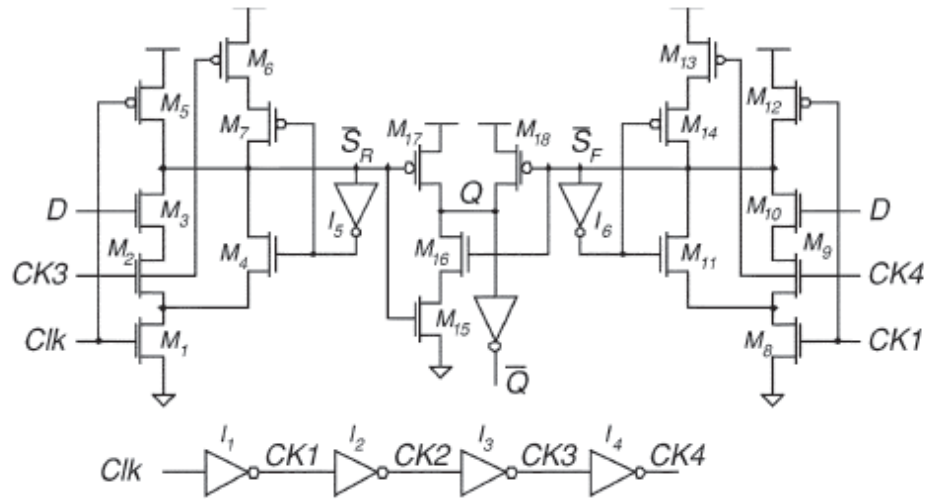 M5
M6
M7
S̅R
M17
M18
S̅F
M13
M14
M12
D
M3
M2
M4
I5
Q
M16
I6
M11
M10
M9
D
CK3
CK4
Clk
M1
M15
Q̅
M8
CK1
Clk
I1
CK1
I2
CK2
I3
CK3
I4
CK4